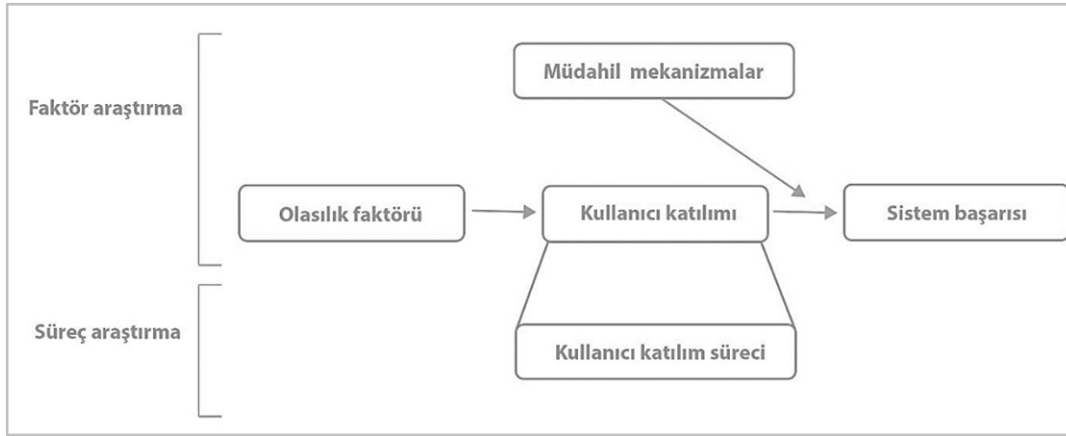 Müdahil mekanizmalar
Faktör araştırma
Olasılık faktörü
Kullanıcı katılımı
Sistem başarısı
Süreç araştırma
Kullanıcı katılım süreci